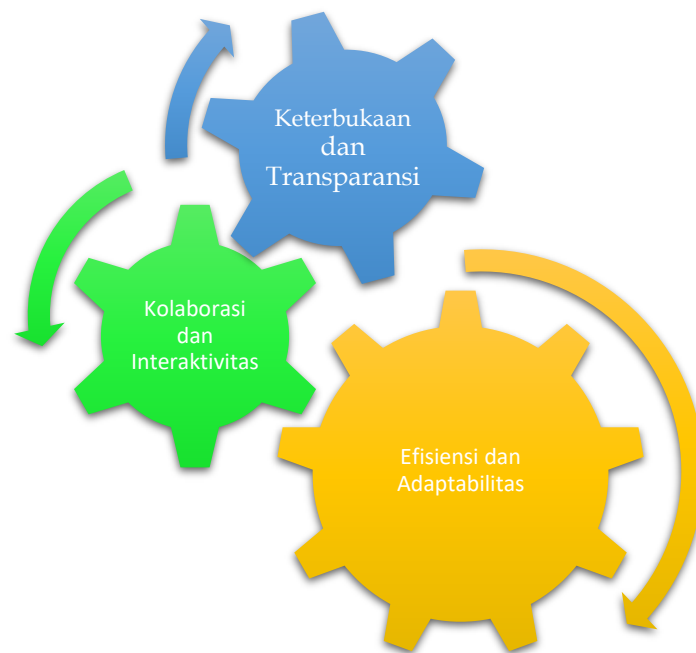 Keterbukaan
dan
Transparansi
Kolaborasi
dan
Interaktivitas
Efisiensi dan
Adaptabilitas